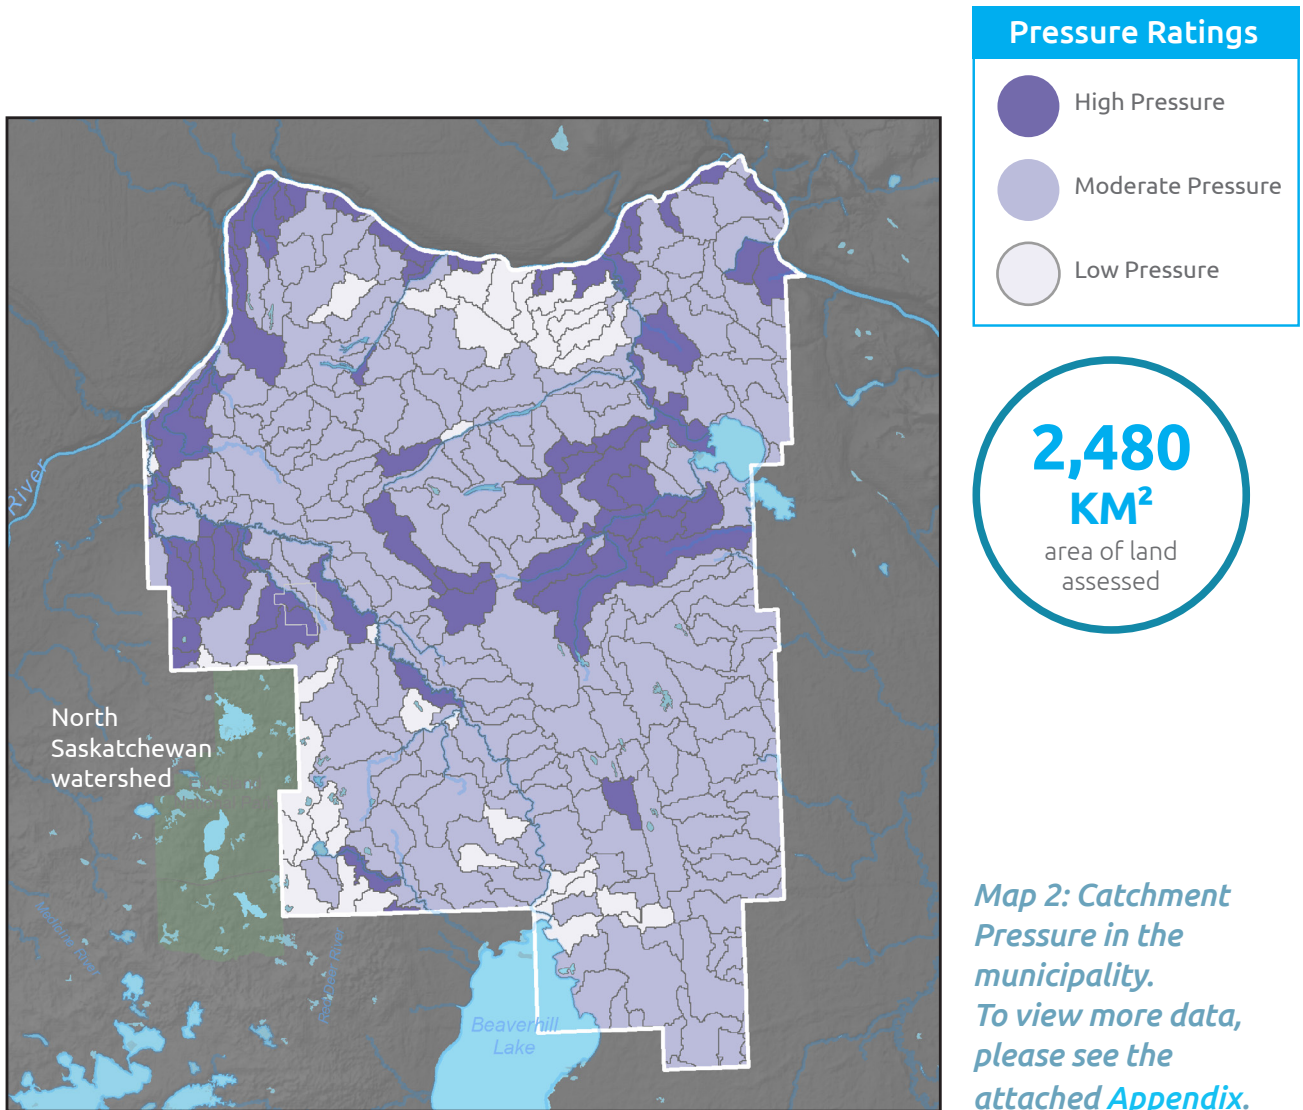 Pressure Ratings
High Pressure
Moderate Pressure
Low Pressure
2,480
KM²
area of land
assessed
River
North
Saskatchewan
watershed
River
Beaverhill
Lake
Map 2: Catchment
Pressure in the
municipality.
To view more data,
please see the
attached Appendix.